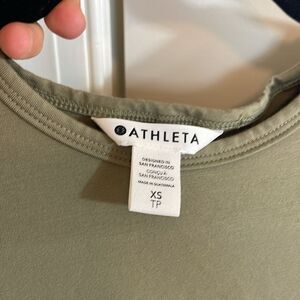 ATHLETA
DESIGNED IN
SAN FRANCISCO
CONÇU À
SAN FRANCISCO
MADE IN GUATEMALA
XS
TP